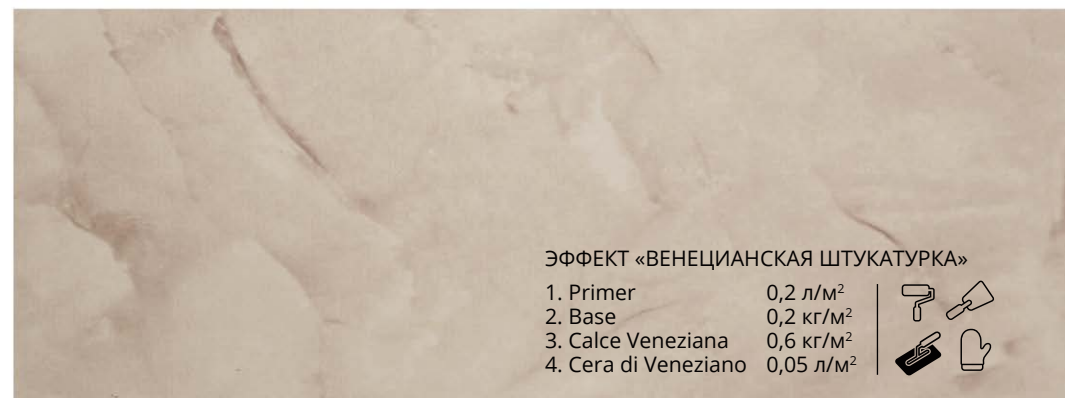 ЭФФЕКТ «ВЕНЕЦИАНСКАЯ ШТУКАТУРКА»
1. Primer 0,2 л/м²
2. Base 0,2 кг/м²
3. Calce Veneziana 0,6 кг/м²
4. Cera di Veneziano 0,05 л/м²